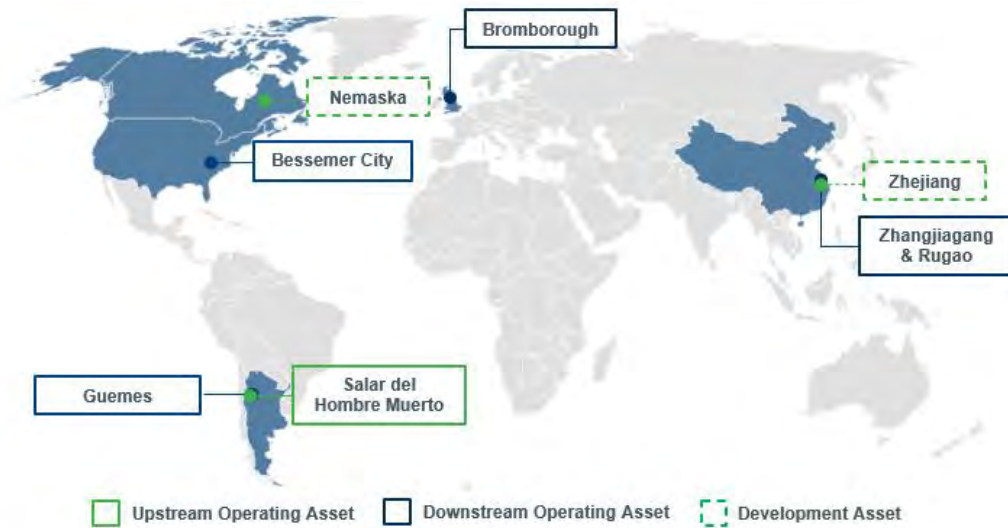 Bromborough
Nemaska
Bessemer City
Zhejiang
Zhangjiagang
& Rugao
Guemes
Salar del
Hombre Muerto
Upstream Operating Asset
Downstream Operating Asset
Development Asset